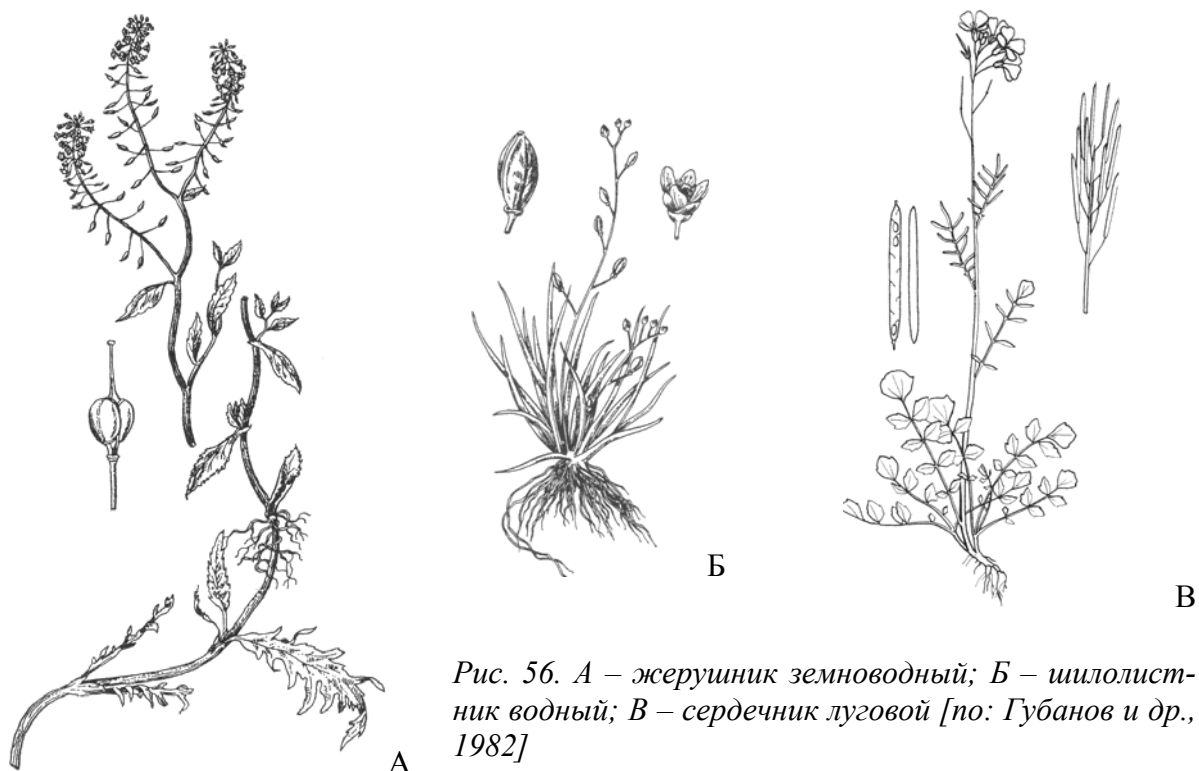 Б
В
А
Рис. 56. А – жерушник земноводный; Б – шилолист-
ник водный; В – сердечник луговой [по: Губанов и др.,
1982]